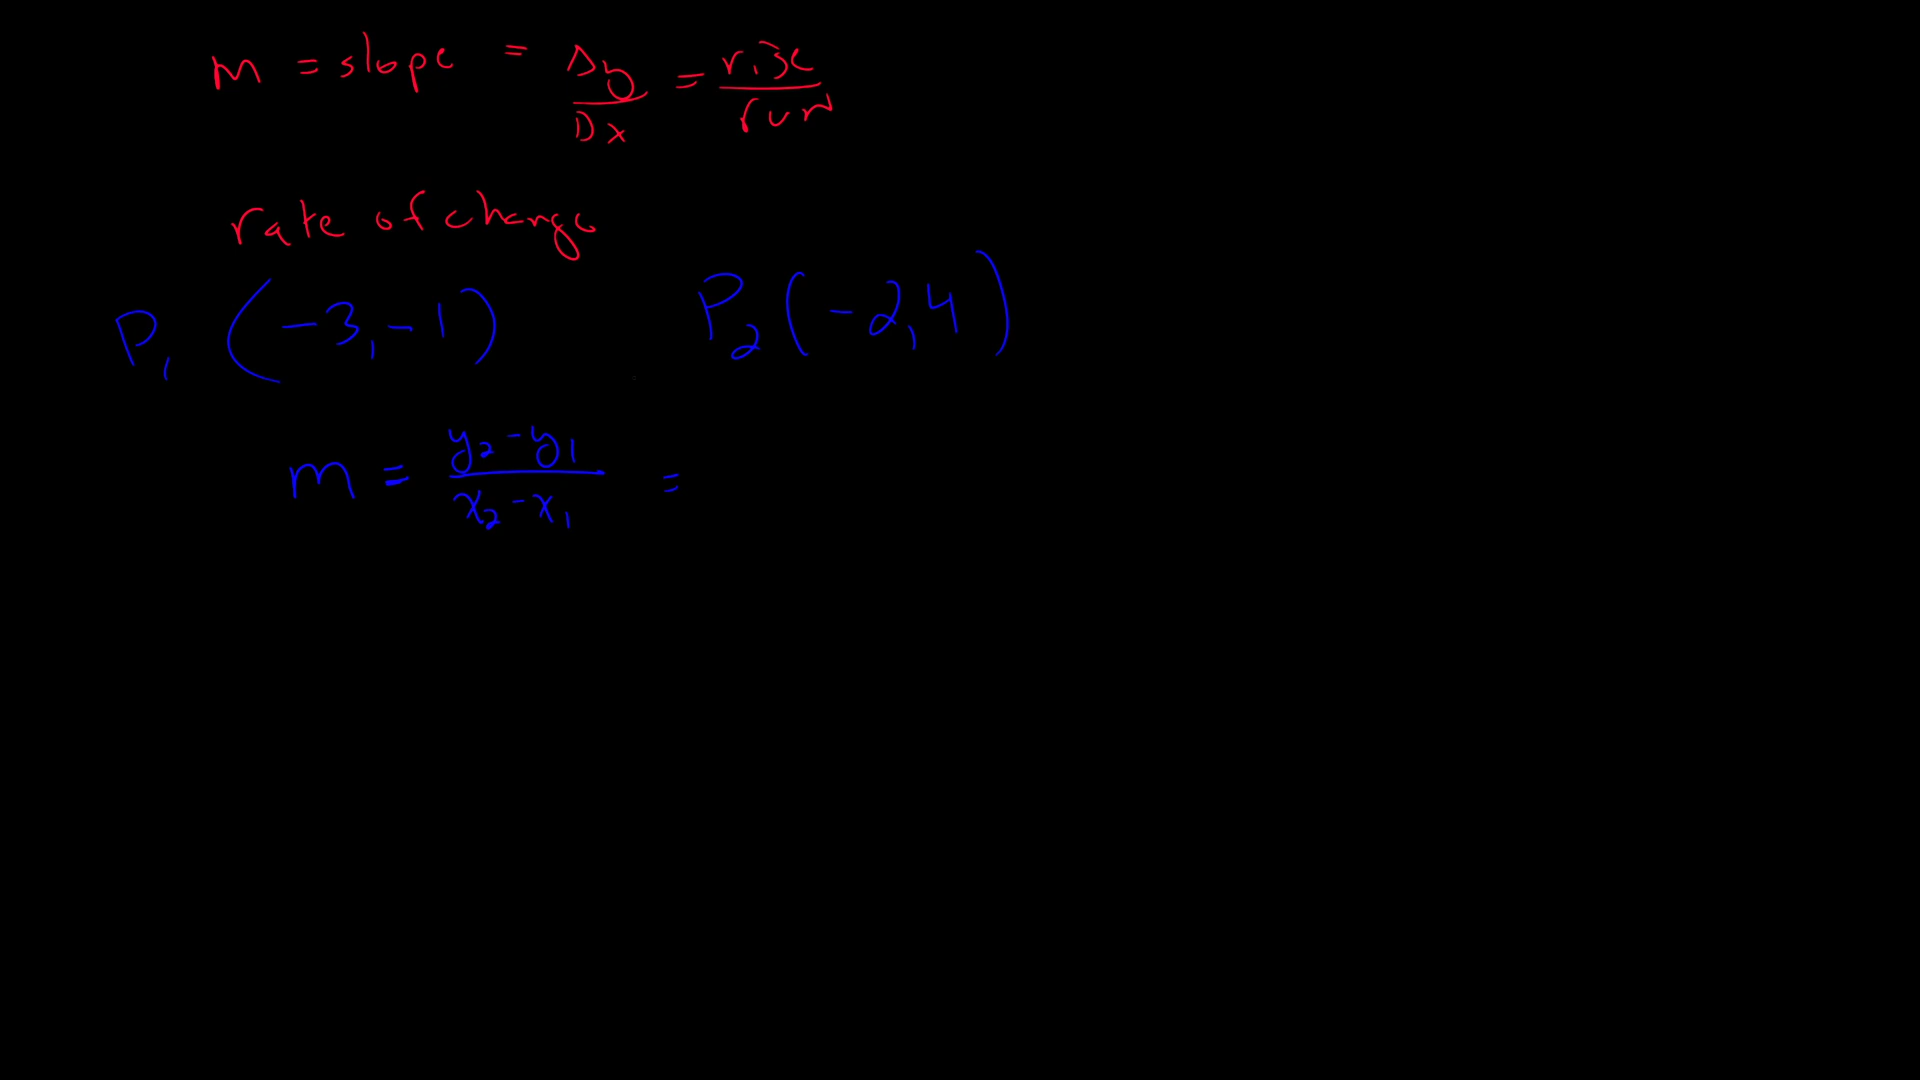 m = slope = Δy/Δx = rise/run
rate of change
P₁ (-3,-1) P₂ (-2,4)
m = y₂-y₁/x₂-x₁ =